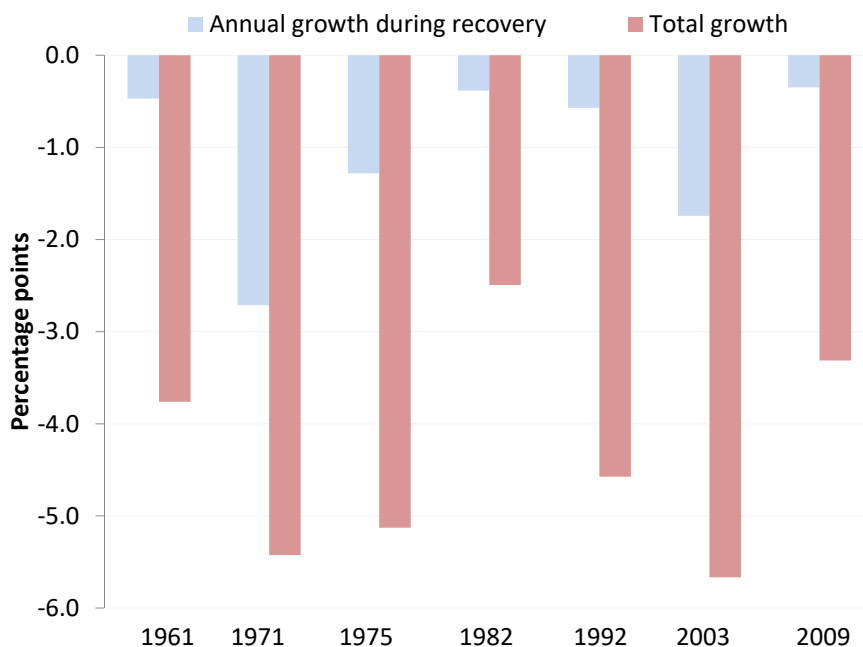 Annual growth during recovery Total growth
0.0
-1.0
-2.0
-3.0
-4.0
-5.0
-6.0
Percentage points
1961 1971 1975 1982 1992 2003 2009